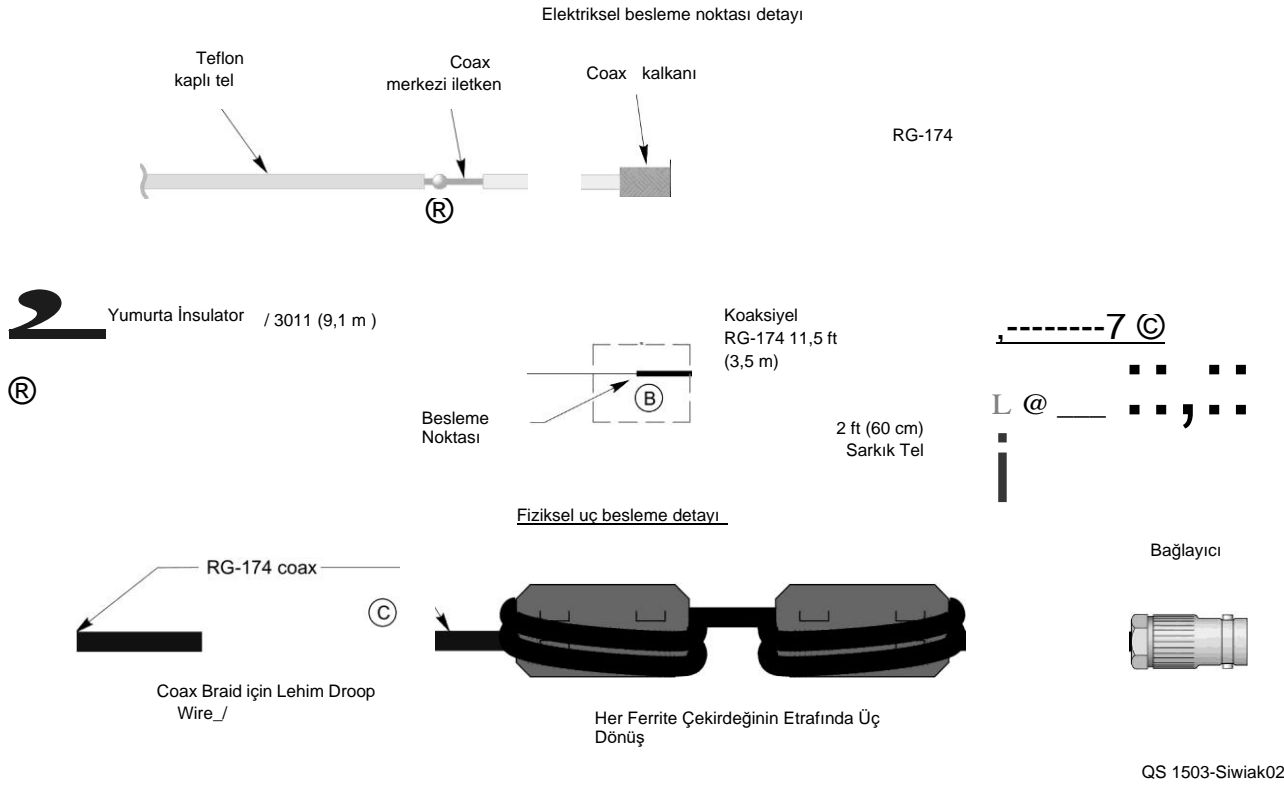 Elektriksel besleme noktası detayı
Teflon
kaplı tel
Coax
merkezi iletken
Coax kalkanı
RG-174
®
Yumurta İnsulator / 3011 (9,1 m )
®
Koaksiyel
RG-174 11,5 ft
(3,5 m)
B
Besleme
Noktası
2 ft (60 cm)
Sarkık Tel
,--------7 ©
L @ ___
Fiziksel uç besleme detayı
RG-174 coax
C
Coax Braid için Lehim Droop
Wire_/
Her Ferrite Çekirdeğinin Etrafında Üç
Dönüş
Bağlayıcı
QS 1503-Siwiak02